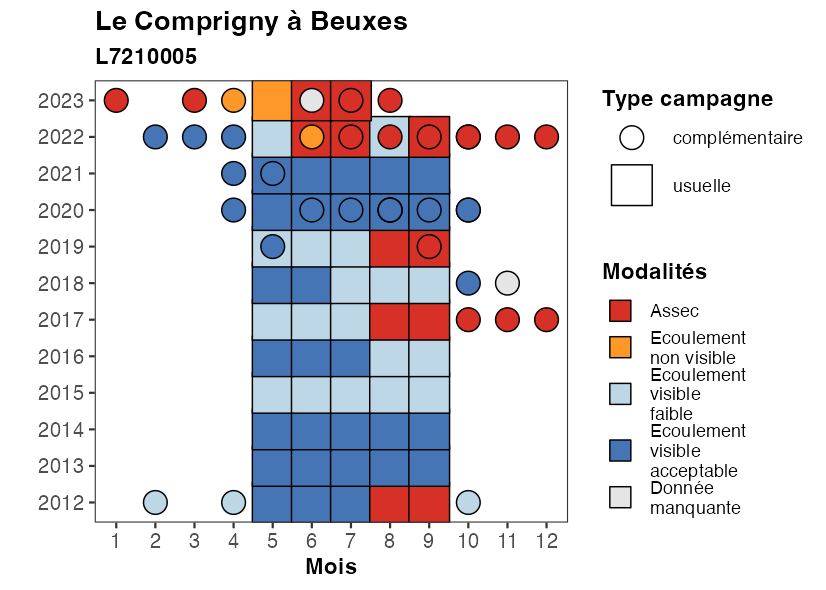 Le Comprigny à Beuxes
L7210005
2023
2022
2021
2020
2019
2018
2017
2016
2015
2014
2013
2012
1 2 3 4 5 6 7 8 9 10 11 12
Mois
Type campagne
complémentaire
usuelle
Modalités
Assec
Ecoulement
non visible
Ecoulement
visible
faible
Ecoulement
visible
acceptable
Donnée
manquante